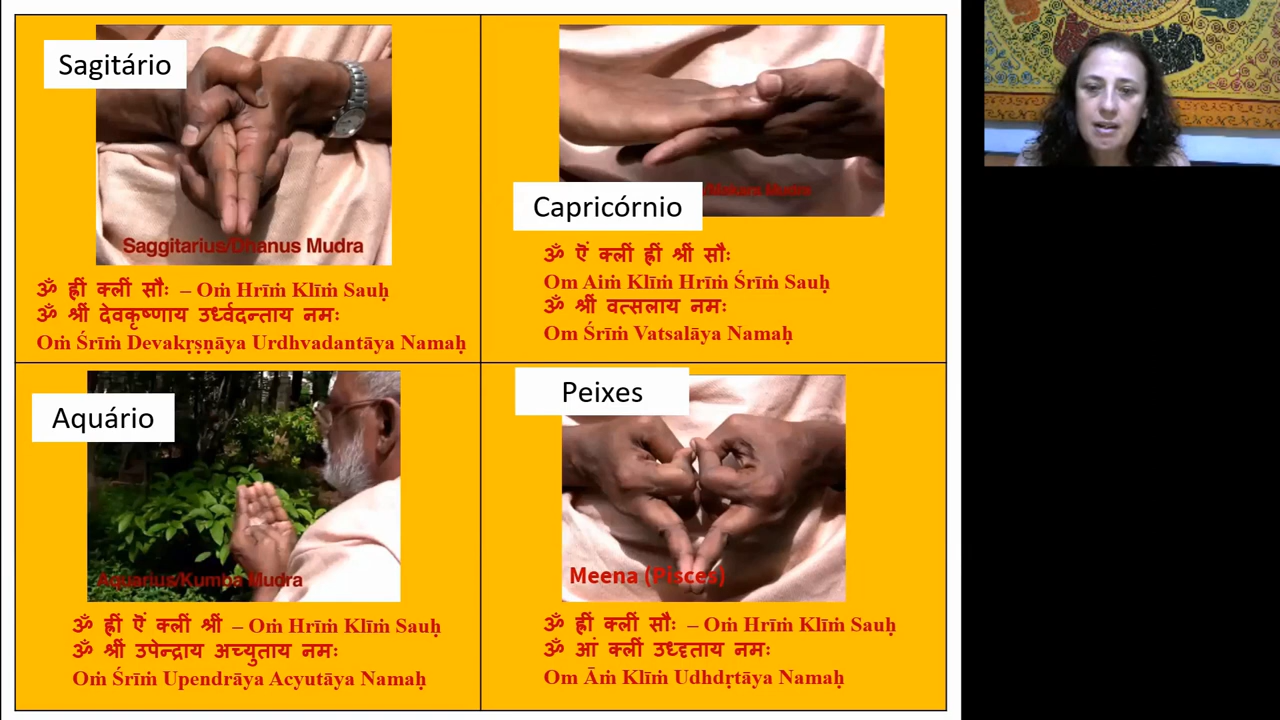 Sagitário
Saggitarius/Dhanus Mudra
ॐ ह्रीं क्लीं सौः – Oṁ Hrīṁ Klīṁ Sauḥ
ॐ श्रीं देवकृष्णाय उर्ध्वदन्ताय नमः
Oṁ Śrīṁ Devakṛṣṇāya Urdhvadantāya Namaḥ
Capricórnio
/Makara Mudra
ॐ ऐं क्लीं ह्रीं श्रीं सौः
Om Aiṁ Klīṁ Hrīṁ Śrīṁ Sauḥ
ॐ श्रीं वत्सलाय नमः
Om Śrīṁ Vatsalāya Namaḥ
Aquário
Aquarius/Kumba Mudra
ॐ ह्रीं ऐं क्लीं श्रीं – Oṁ Hrīṁ Klīṁ Sauḥ
ॐ श्रीं उपेन्द्राय अच्युताय नमः
Oṁ Śrīṁ Upendrāya Acyutāya Namaḥ
Peixes
Meena (Pisces)
ॐ ह्रीं क्लीं सौः – Oṁ Hrīṁ Klīṁ Sauḥ
ॐ आं क्लीं उध्दृताय नमः
Om Āṁ Klīṁ Udhdṛtāya Namaḥ